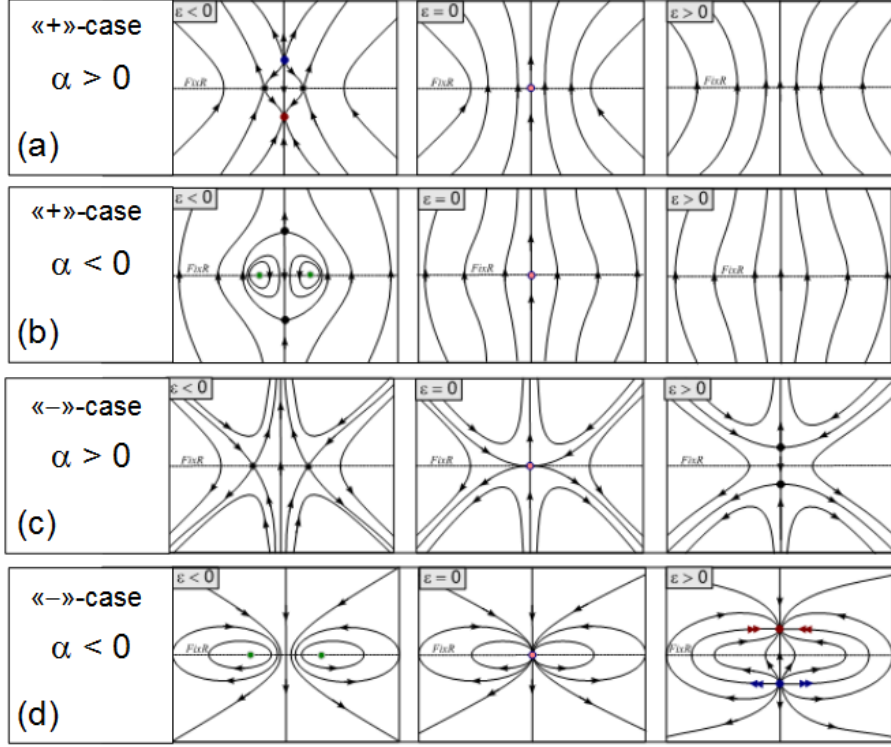 «+»-case
α > 0
(a)
ε < 0
FixR
ε = 0
FixR
ε > 0
FixR
«+»-case
α < 0
(b)
ε < 0
FixR
ε = 0
FixR
ε > 0
FixR
«–»-case
α > 0
(c)
ε < 0
FixR
ε = 0
FixR
ε > 0
FixR
«–»-case
α < 0
(d)
ε < 0
FixR
ε = 0
FixR
ε > 0
FixR